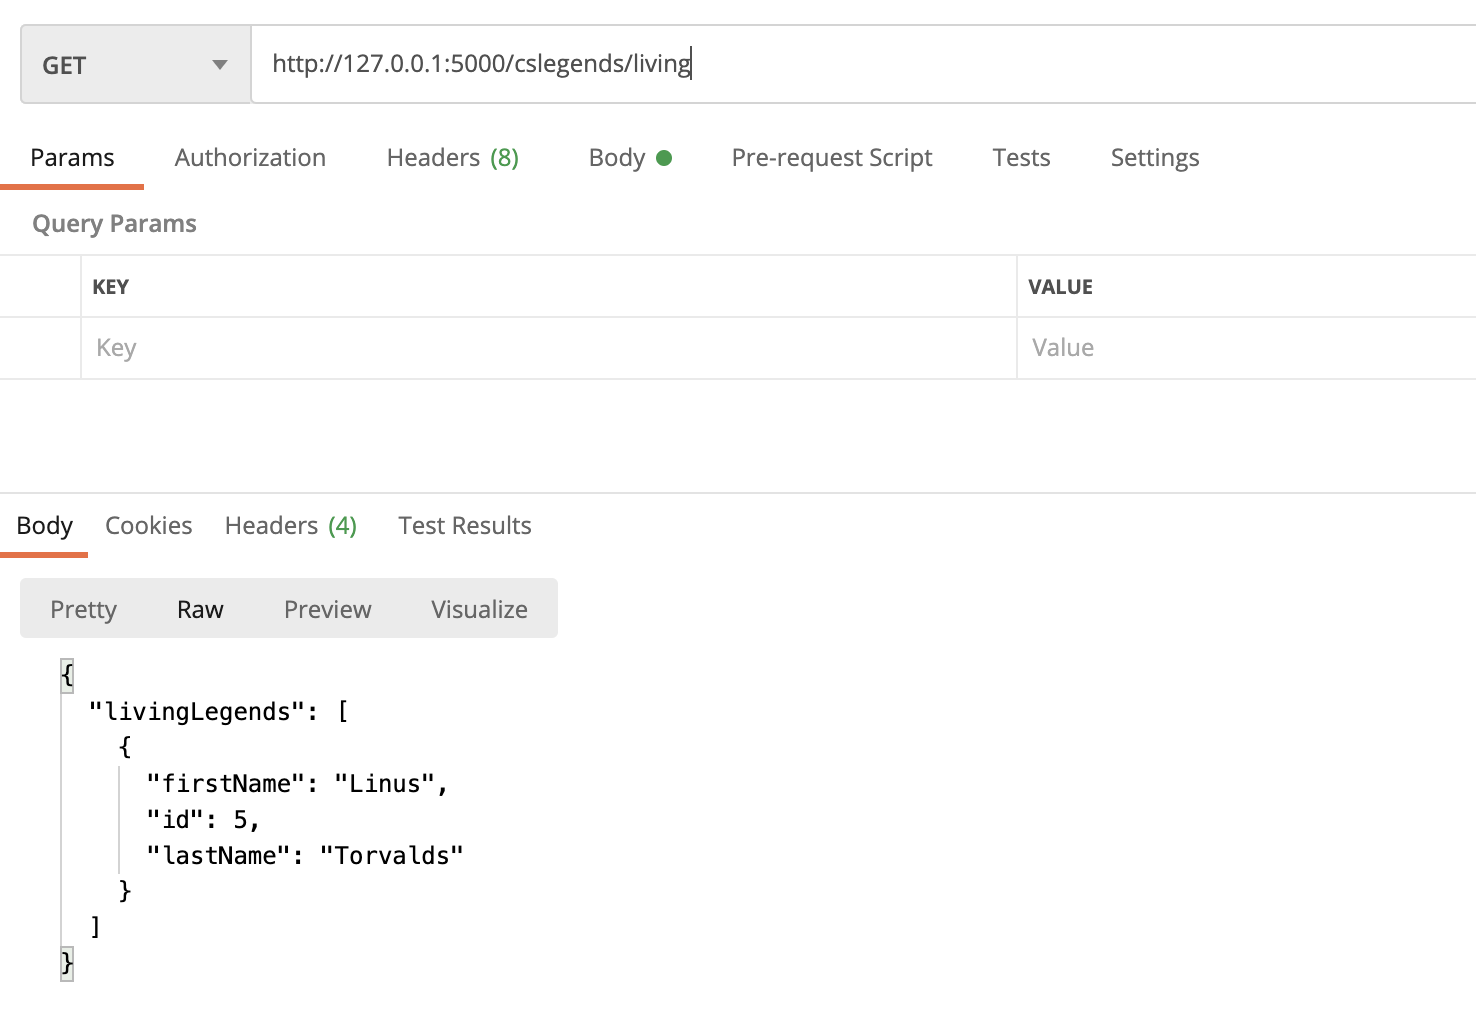 GET http://127.0.0.1:5000/cslegends/living
Params Authorization Headers (8) Body Pre-request Script Tests Settings
Query Params
KEY VALUE
Key Value
Body Cookies Headers (4) Test Results
Pretty Raw Preview Visualize
{
  "livingLegends": [
    {
      "firstName": "Linus",
      "id": 5,
      "lastName": "Torvalds"
    }
  ]
}